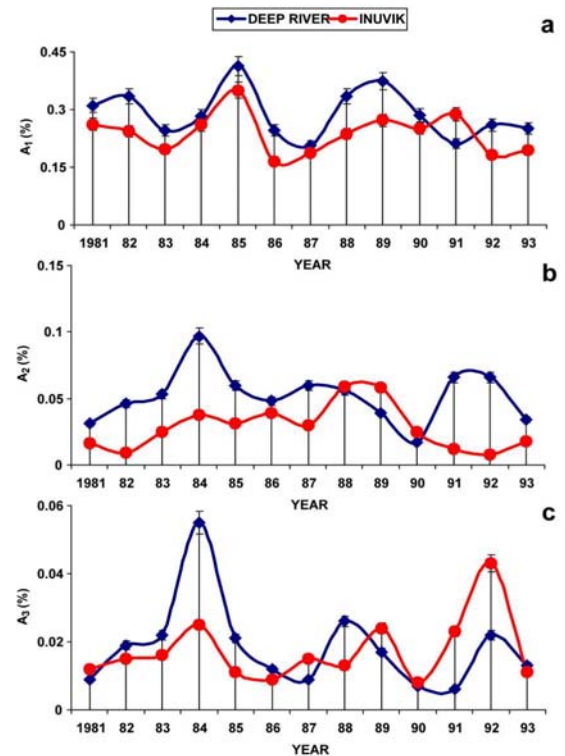 DEEP RIVER INUVIK
a
0.45
0.3
0.15
0
A1 (%)
1981 82 83 84 85 86 87 88 89 90 91 92 93
YEAR
b
0.15
0.1
0.05
0
A2 (%)
1981 82 83 84 85 86 87 88 89 90 91 92 93
YEAR
c
0.06
0.04
0.02
0
A3 (%)
1981 82 83 84 85 86 87 88 89 90 91 92 93
YEAR